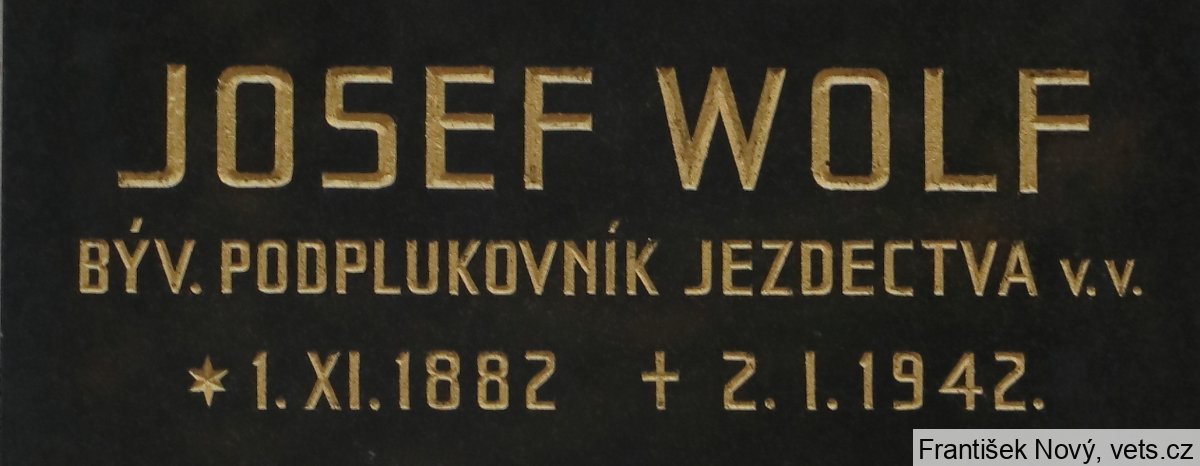 JOSEF WOLF
BÝV. PODPLUKOVNÍK JEZDECTVA v.v.
* 1. XI. 1882 † 2. I. 1942.
František Nový, vets.cz